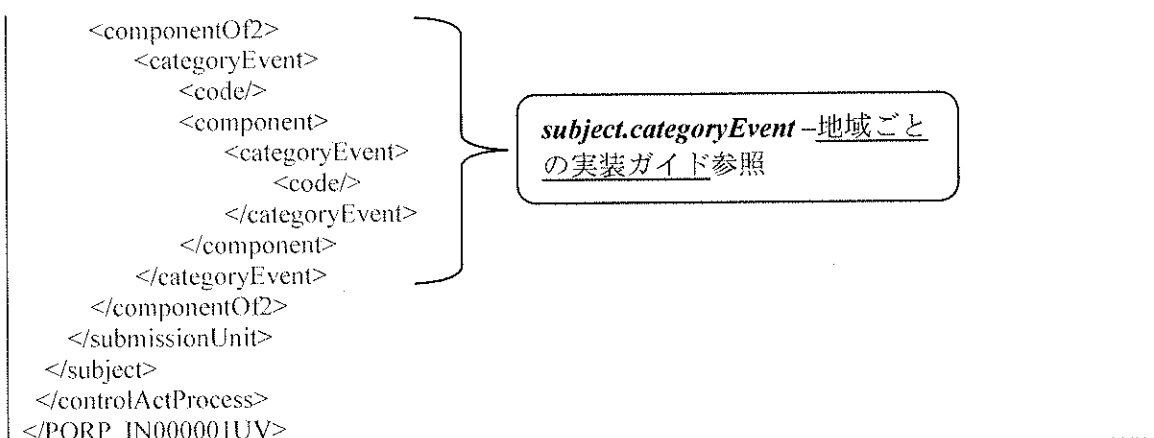 <componentOf2>
<categoryEvent>
<code/>
<component>
<categoryEvent>
<code/>
</categoryEvent>
</component>
</categoryEvent>
</componentOf2>
</submissionUnit>
</subject>
</controlActProcess>
</PORP_IN000001UV>
subject.categoryEvent –地域ごと
の実装ガイド参照